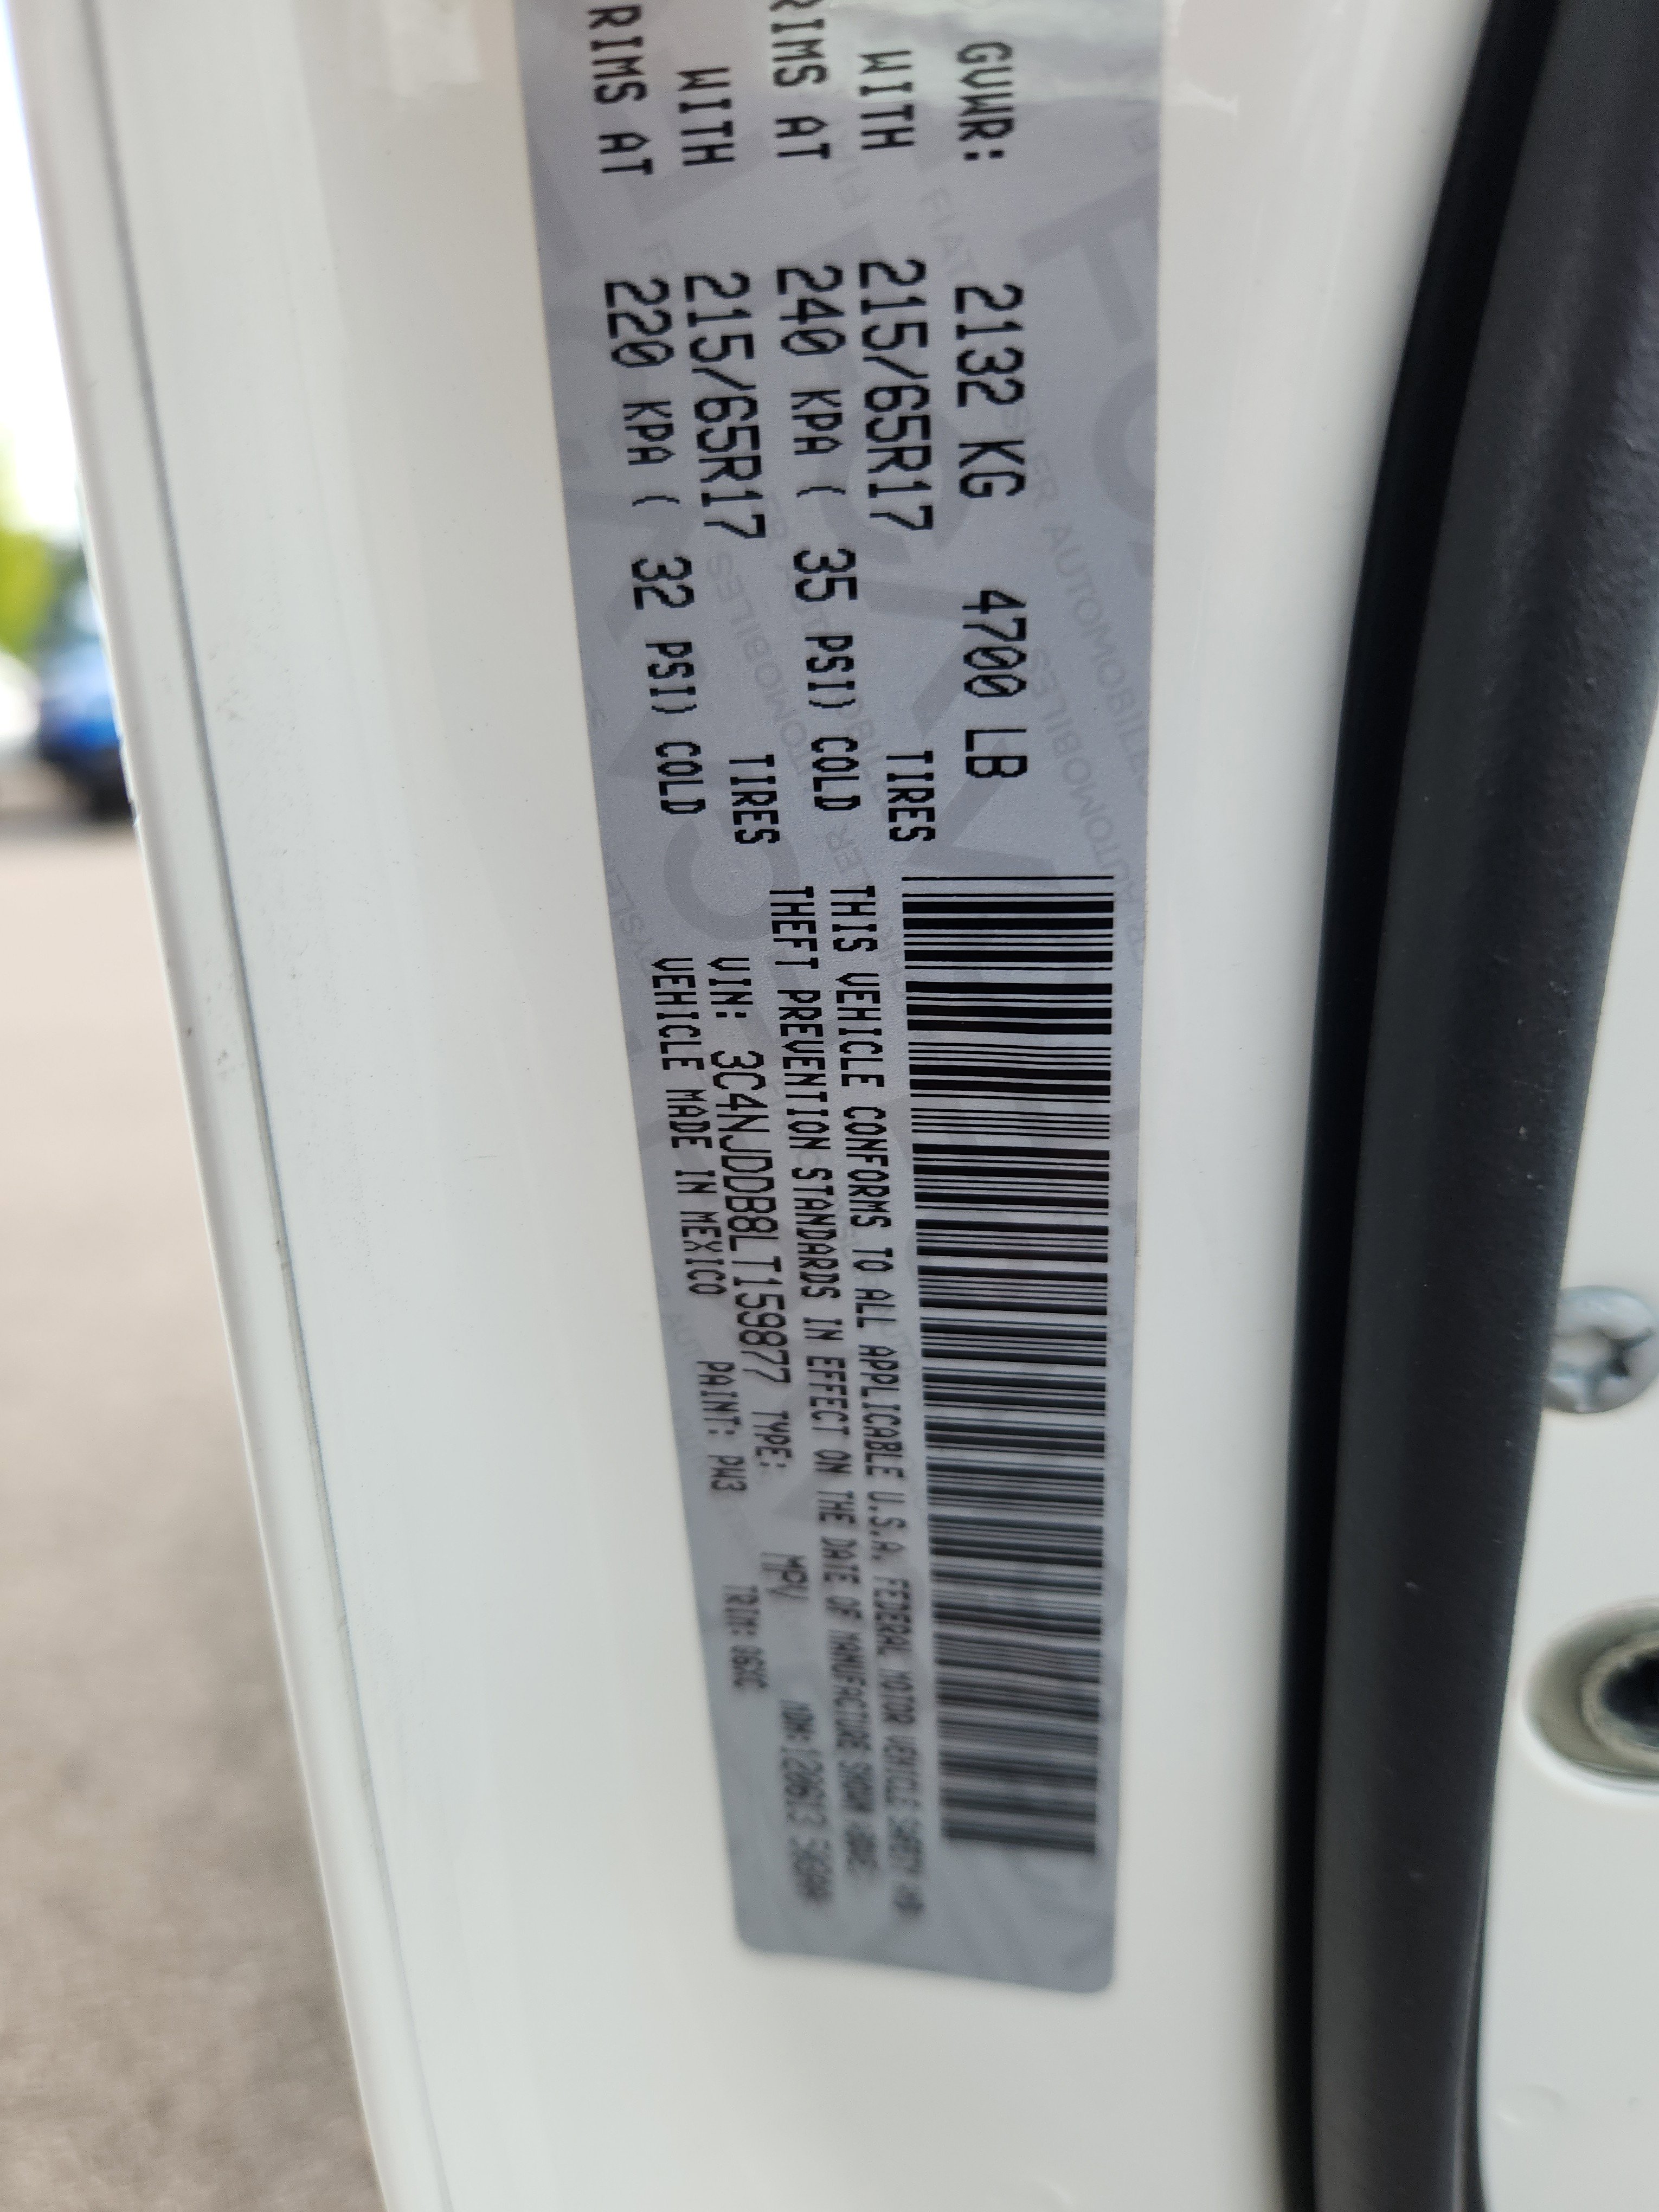 GVWR: 2132 KG 4700 LB
WITH 215/65R17 TIRES
RIMS AT 240 KPA ( 35 PSI) COLD
WITH 215/65R17 TIRES
RIMS AT 220 KPA ( 32 PSI) COLD
THIS VEHICLE CONFORMS TO ALL APPLICABLE U.S.A. FEDERAL MOTOR VEHICLE SAFETY AND
THEFT PREVENTION STANDARDS IN EFFECT ON THE DATE OF MANUFACTURE SHOWN ABOVE.
VIN: 3C4NJDDB8LT159877 TYPE: MPV
VEHICLE MADE IN MEXICO PAINT: PW3 TRIM: